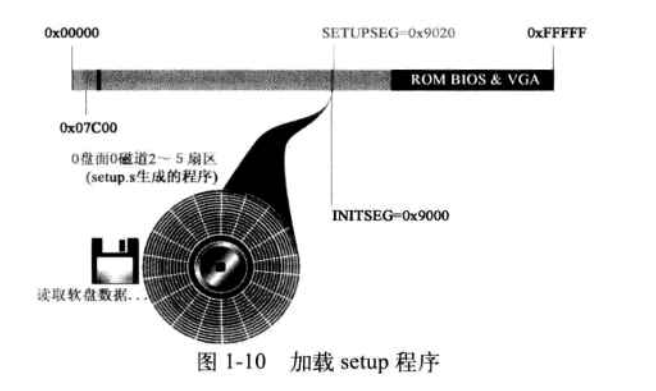 0x00000
SETUPSEG=0x9020
0xFFFFF
ROM BIOS & VGA
0x07C00
0盘面0磁道2～5扇区
(setup.s生成的程序)
INITSEG=0x9000
读取软盘数据...
图 1-10 加载 setup 程序